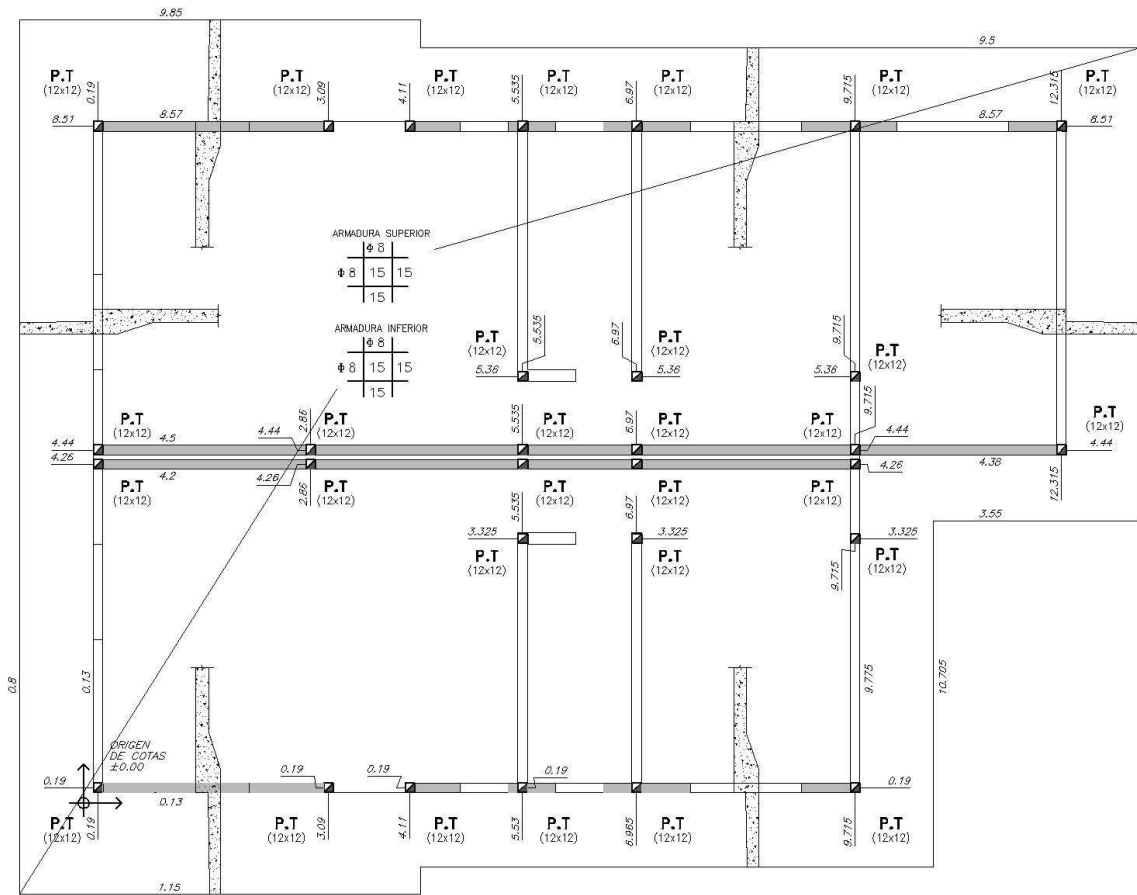 9.85
9.5
P.T
(12x12)
0.19
P.T
(12x12)
3.09
4.11
P.T
(12x12)
5.535
P.T
(12x12)
6.97
P.T
(12x12)
9.715
P.T
(12x12)
12.315
P.T
(12x12)
8.51
8.57
8.57
8.51
ARMADURA SUPERIOR
Φ 8
Φ 8 15 15
15
ARMADURA INFERIOR
Φ 8
Φ 8 15 15
15
P.T
(12x12)
5.535
5.36
6.97
P.T
(12x12)
5.36
9.715
5.36
P.T
(12x12)
9.715
P.T
(12x12)
4.44
4.5
4.44
2.86
P.T
(12x12)
5.535
P.T
(12x12)
6.97
P.T
(12x12)
P.T
(12x12)
4.44
P.T
(12x12)
4.44
4.26
4.2
4.26
4.26
4.38
P.T
(12x12)
2.86
P.T
(12x12)
P.T
(12x12)
P.T
(12x12)
P.T
(12x12)
12.315
3.55
5.535
3.325
P.T
(12x12)
6.97
3.325
P.T
(12x12)
3.325
P.T
(12x12)
9.715
0.8
0.13
9.775
10.705
ORIGEN
DE COTAS
±0.00
0.19
0.13
0.19
0.19
0.19
0.19
P.T
(12x12)
0.19
P.T
(12x12)
3.09
4.11
P.T
(12x12)
5.53
P.T
(12x12)
6.965
P.T
(12x12)
9.715
P.T
(12x12)
1.15